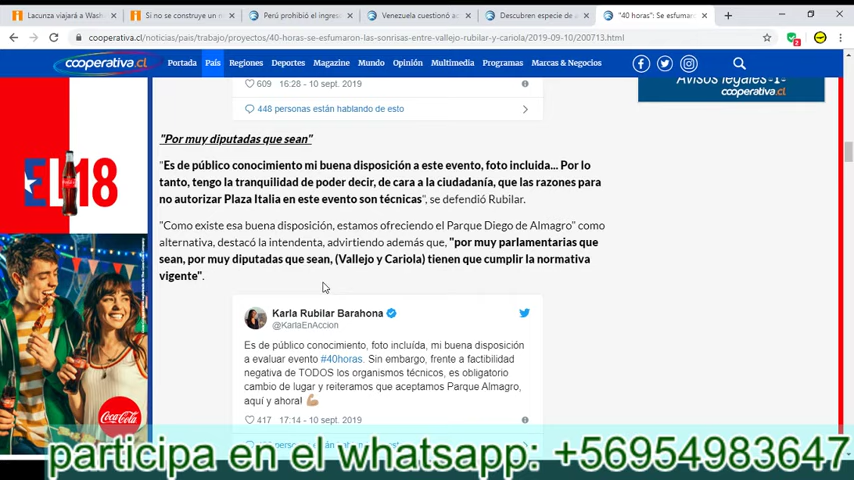 Lacunza viajará a Wash
Si no se construye un m
Perú prohibió el ingres
Venezuela cuestionó ac
Descubren especie de a
"40 horas": Se esfumaro
cooperativa.cl/noticias/pais/trabajo/proyectos/40-horas-se-esfumaron-las-sonrisas-entre-vallejo-rubilar-y-cariola/2019-09-10/200713.html
cooperativa.cl
Portada País Regiones Deportes Magazine Mundo Opinión Multimedia Programas Marcas & Negocios
Avisos legales
cooperativa.cl
609 16:28 - 10 sept. 2019
448 personas están hablando de esto
"Por muy diputadas que sean"
"Es de público conocimiento mi buena disposición a este evento, foto incluida... Por lo
tanto, tengo la tranquilidad de poder decir, de cara a la ciudadanía, que las razones para
no autorizar Plaza Italia en este evento son técnicas", se defendió Rubilar.
"Como existe esa buena disposición, estamos ofreciendo el Parque Diego de Almagro" como
alternativa, destacó la intendenta, advirtiendo además que, "por muy parlamentarias que
sean, por muy diputadas que sean, (Vallejo y Cariola) tienen que cumplir la normativa
vigente".
Karla Rubilar Barahona
@KarlaEnAccion
Es de público conocimiento, foto incluída, mi buena disposición
a evaluar evento #40horas. Sin embargo, frente a factibilidad
negativa de TODOS los organismos técnicos, es obligatorio
cambio de lugar y reiteramos que aceptamos Parque Almagro,
aquí y ahora!
417 17:14 - 10 sept. 2019
EL18
Coca-Cola
participa en el whatsapp: +56954983647